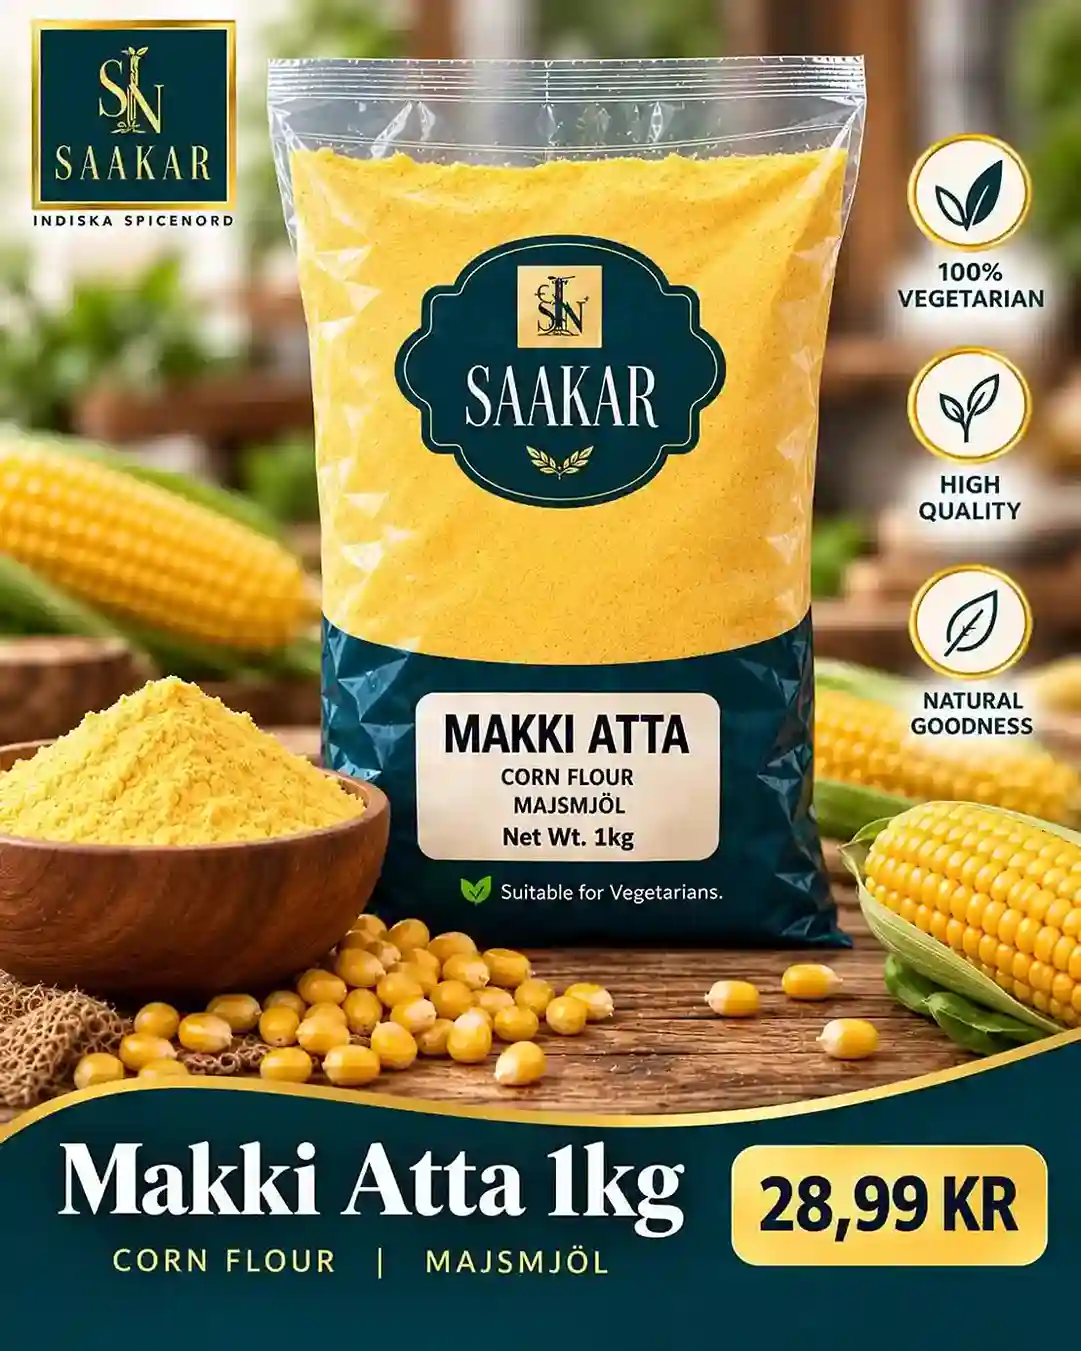 SN
SAAKAR
INDISKA SPICENORD
SN
SAAKAR
100%
VEGETARIAN
HIGH
QUALITY
NATURAL
GOODNESS
MAKKI ATTA
CORN FLOUR
MAJSMJÖL
Net Wt. 1kg
Suitable for Vegetarians.
Makki Atta 1kg
28,99 KR
CORN FLOUR | MAJSMJÖL